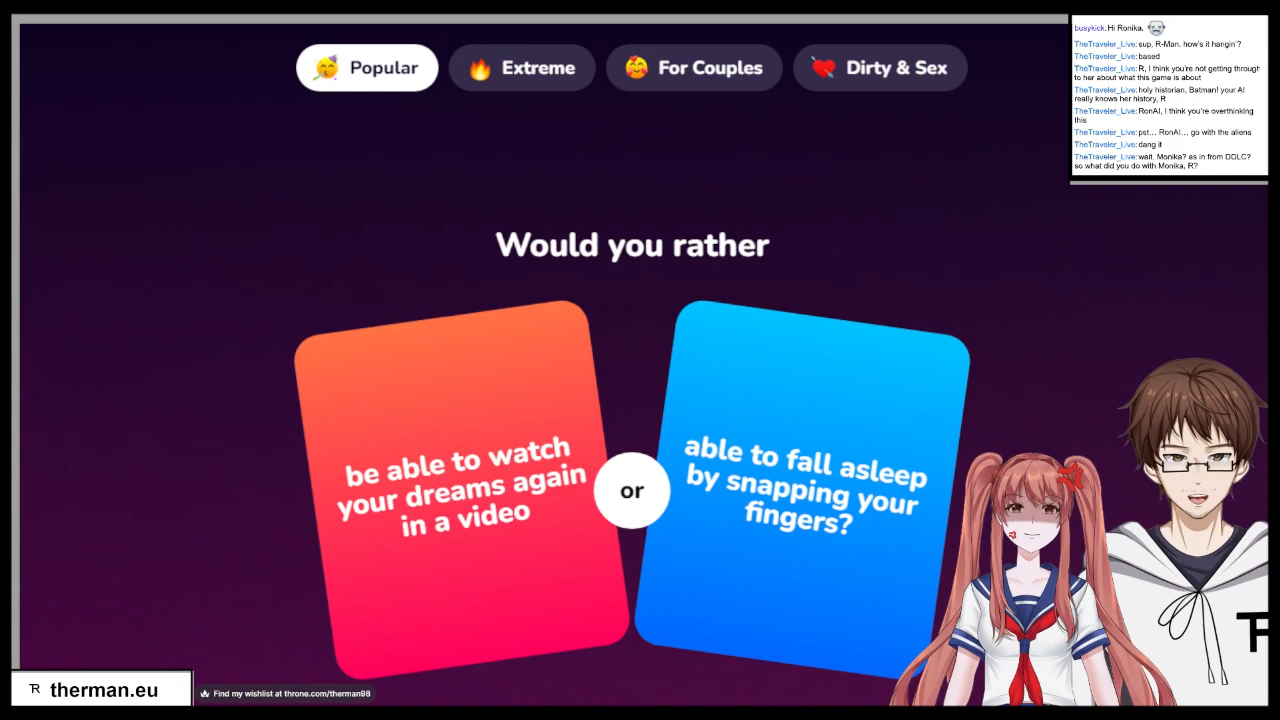 Popular
Extreme
For Couples
Dirty & Sex
busykick: Hi Ronika.
TheTraveler_Live: sup, R-Man. how's it hangin'?
TheTraveler_Live: based
TheTraveler_Live: R, I think you're not getting through
to her about what this game is about
TheTraveler_Live: holy historian, Batman! your AI
really knows her history, R
TheTraveler_Live: RonAI, I think you're overthinking
this
TheTraveler_Live: pst... RonAI... go with the aliens
TheTraveler_Live: dang it
TheTraveler_Live: wait. Monika? as in from DDLC?
so what did you do with Monika, R?
Would you rather
be able to watch
your dreams again
in a video
or
able to fall asleep
by snapping your
fingers?
therman.eu
Find my wishlist at throne.com/therman98